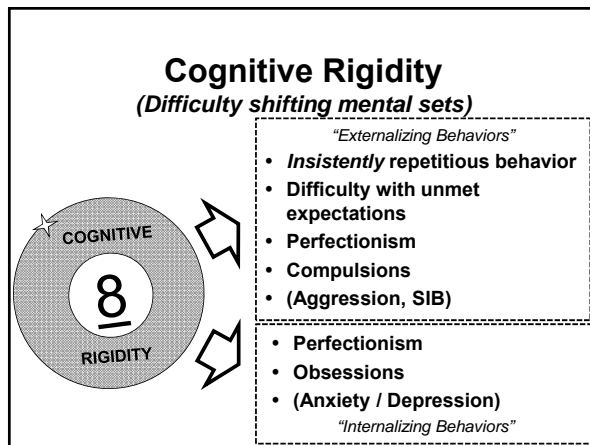 Cognitive Rigidity
(Difficulty shifting mental sets)
“Externalizing Behaviors”
• Insistently repetitious behavior
• Difficulty with unmet
expectations
• Perfectionism
• Compulsions
• (Aggression, SIB)
COGNITIVE
8
RIGIDITY
• Perfectionism
• Obsessions
• (Anxiety / Depression)
“Internalizing Behaviors”